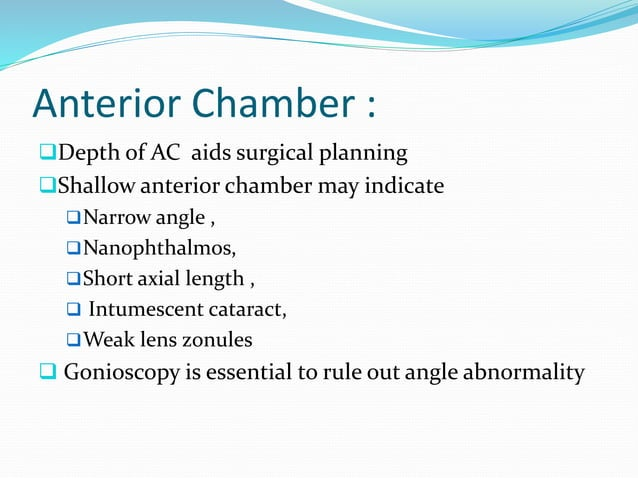 Anterior Chamber :
Depth of AC aids surgical planning
Shallow anterior chamber may indicate
Narrow angle ,
Nanophthalmos,
Short axial length ,
Intumescent cataract,
Weak lens zonules
Gonioscopy is essential to rule out angle abnormality